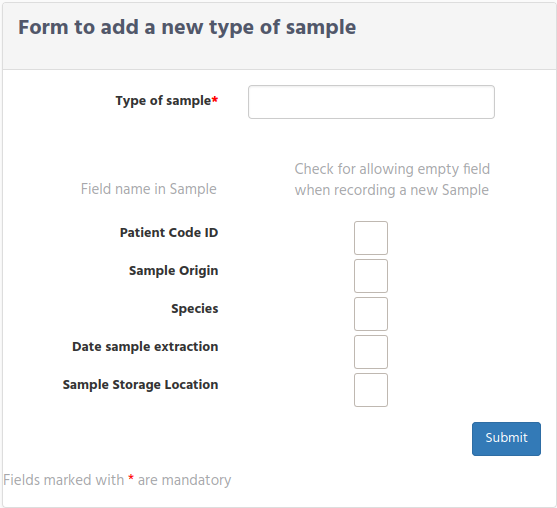 Form to add a new type of sample
Type of sample*
Check for allowing empty field
Field name in Sample
when recording a new Sample
Patient Code ID
Sample Origin
Species
Date sample extraction
Sample Storage Location
Submit
Fields marked with * are mandatory